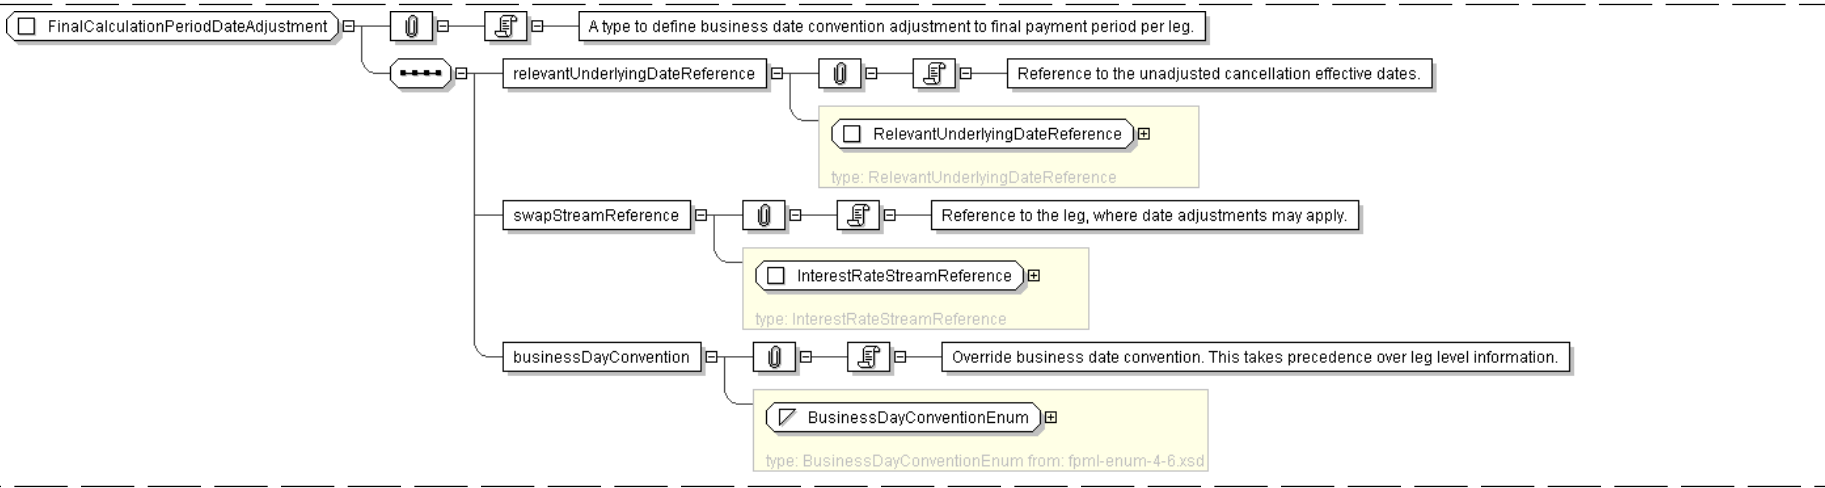 FinalCalculationPeriodDateAdjustment
A type to define business date convention adjustment to final payment period per leg.
relevantUnderlyingDateReference
Reference to the unadjusted cancellation effective dates.
RelevantUnderlyingDateReference
type: RelevantUnderlyingDateReference
swapStreamReference
Reference to the leg, where date adjustments may apply.
InterestRateStreamReference
type: InterestRateStreamReference
businessDayConvention
Override business date convention. This takes precedence over leg level information.
BusinessDayConventionEnum
type: BusinessDayConventionEnum from: fpml-enum-4-6.xsd